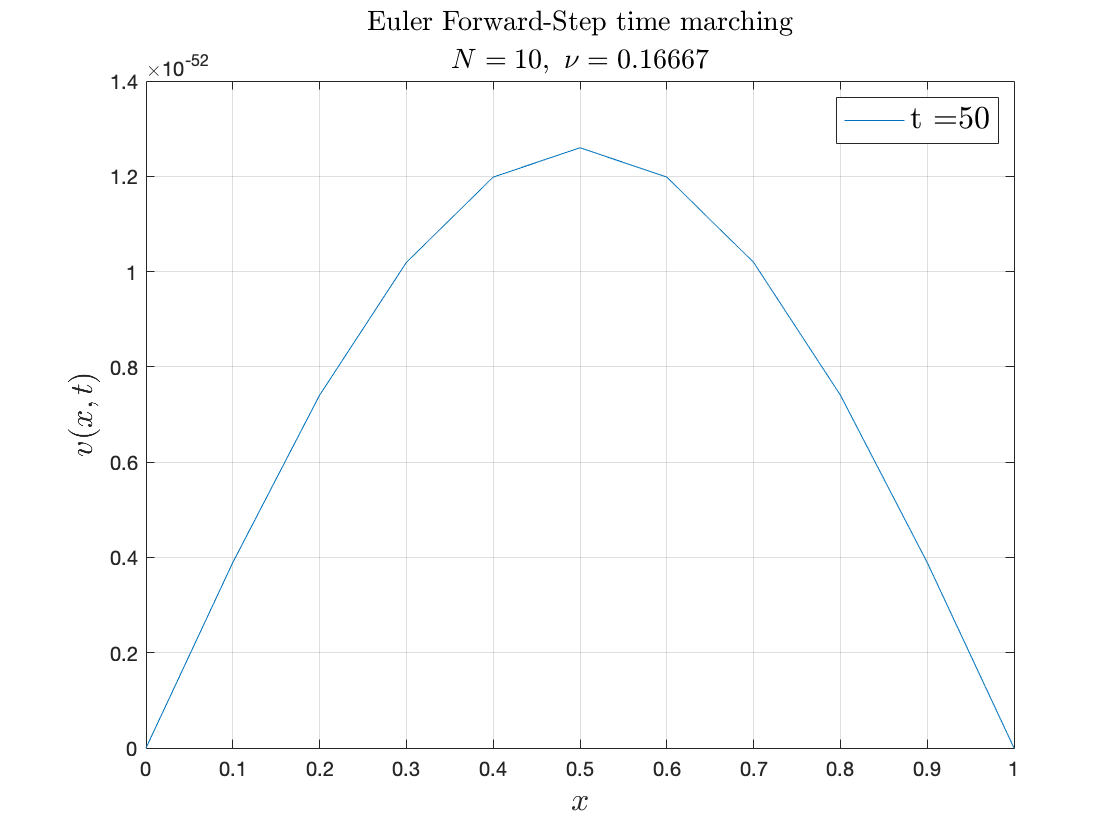 Euler Forward-Step time marching
N = 10, ν = 0.16667
×10⁻⁵²
1.4
1.2
1
0.8
0.6
0.4
0.2
0
v(x, t)
t =50
0 0.1 0.2 0.3 0.4 0.5 0.6 0.7 0.8 0.9 1
x